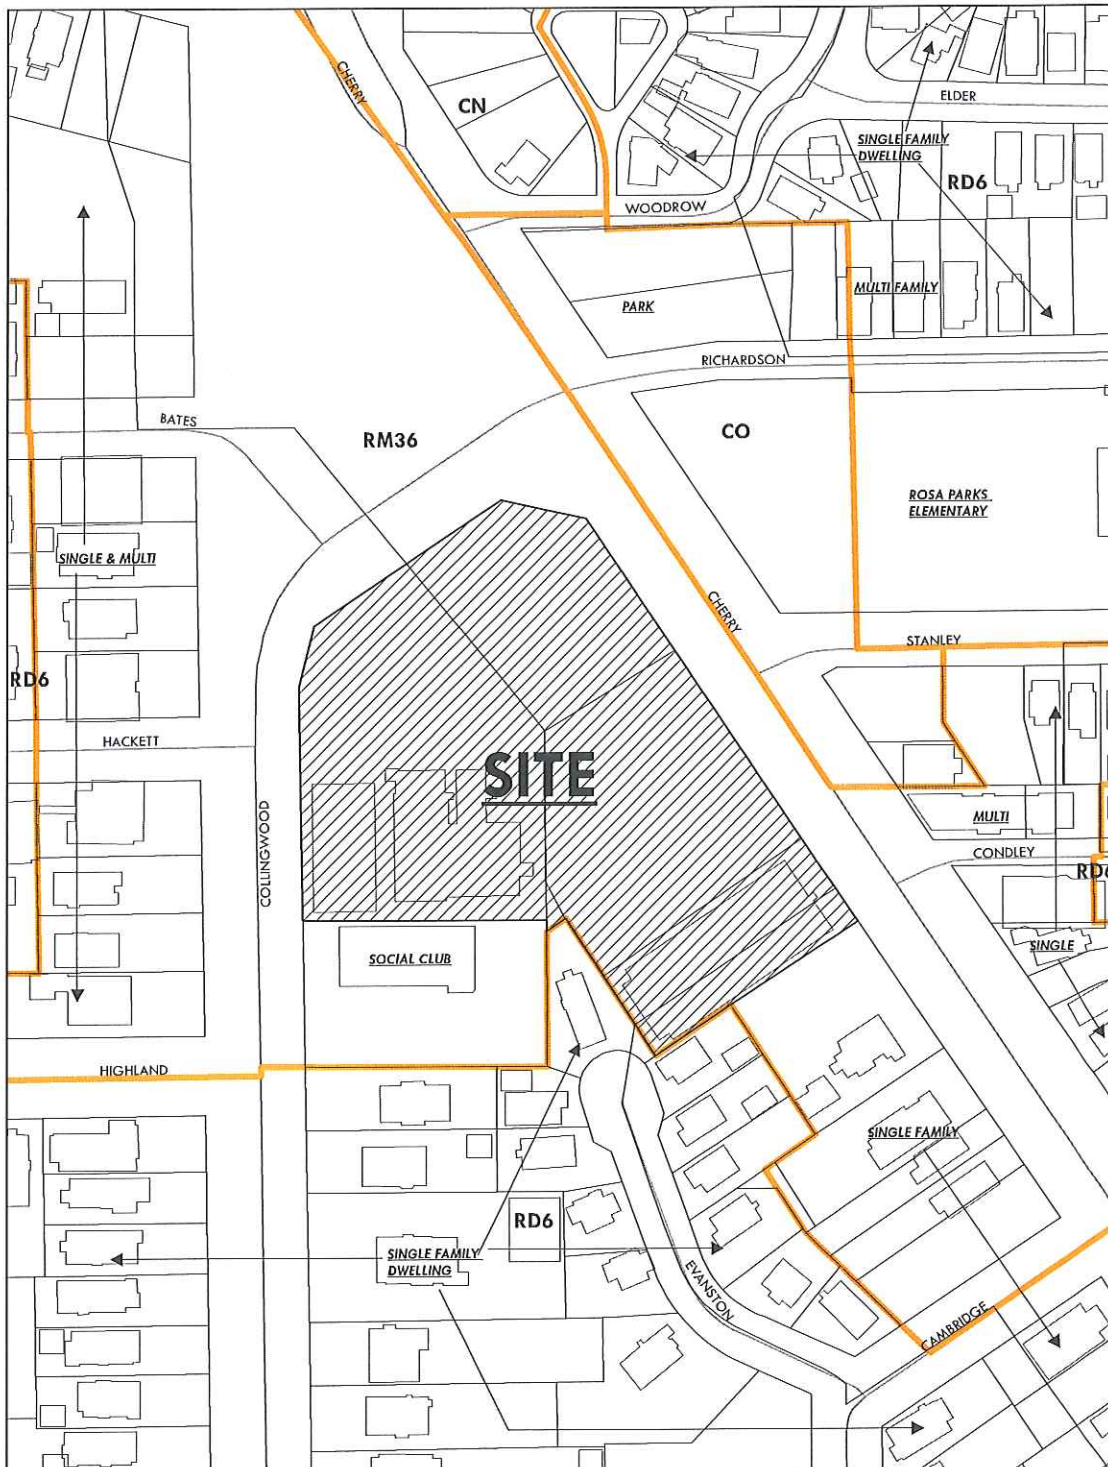 CHERRY
CN
ELDER
SINGLE FAMILY
DWELLING
RD6
WOODROW
PARK
MULTI FAMILY
RICHARDSON
BATES
RM36
CO
ROSA PARKS
ELEMENTARY
SINGLE & MULTI
CHERRY
STANLEY
RD6
HACKETT
SITE
COLLINGWOOD
MULTI
CONDLEY
RD6
SOCIAL CLUB
SINGLE
HIGHLAND
SINGLE FAMILY
RD6
SINGLE FAMILY
DWELLING
EVANSTON
CAMBRIDGE